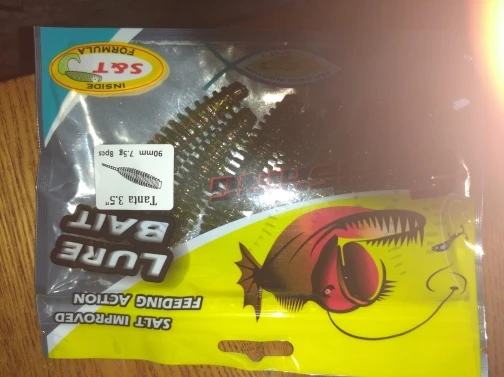 SALT IMPROVED
FEEDING ACTION
LURE
BAIT
Tanta 3.5"
90mm 7.5g 8pcs
INSIDE
S&T
FORMULA